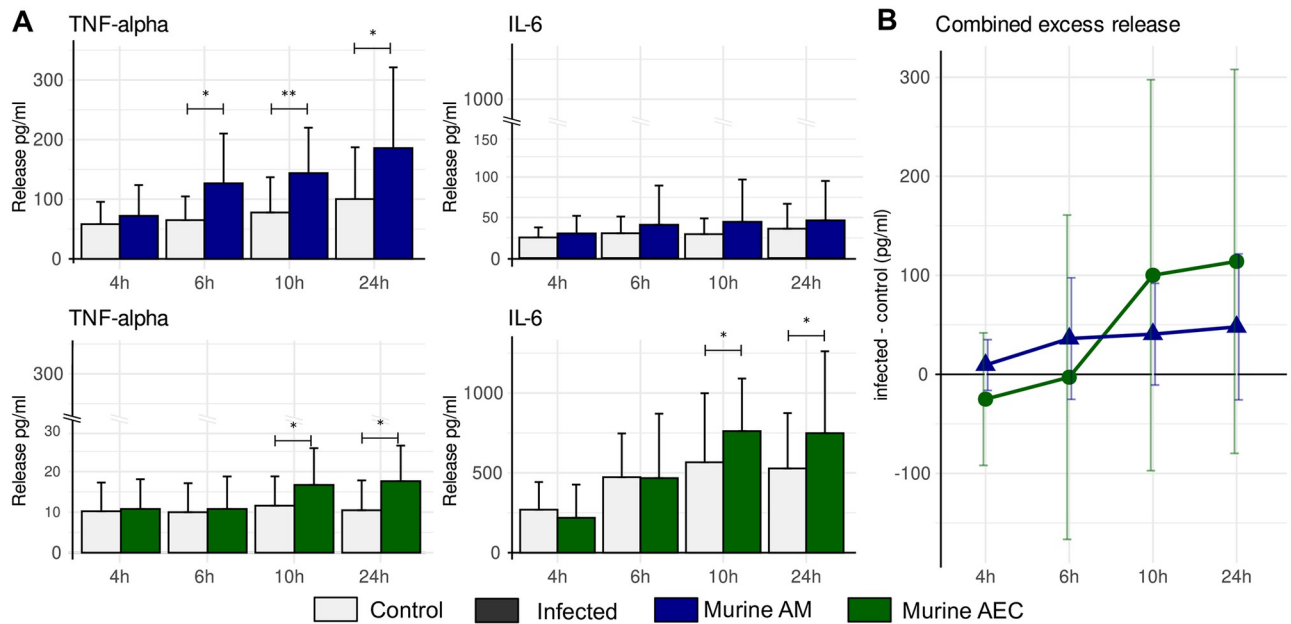 A
TNF-alpha
Release pg/ml
300
200
100
0
*
**
*
4h 6h 10h 24h
IL-6
Release pg/ml
1000
150
100
50
0
4h 6h 10h 24h
TNF-alpha
Release pg/ml
300
30
20
10
0
*
*
4h 6h 10h 24h
IL-6
Release pg/ml
1000
500
0
*
*
4h 6h 10h 24h
B
Combined excess release
infected - control (pg/ml)
300
200
100
0
-100
4h 6h 10h 24h
Control Infected Murine AM Murine AEC